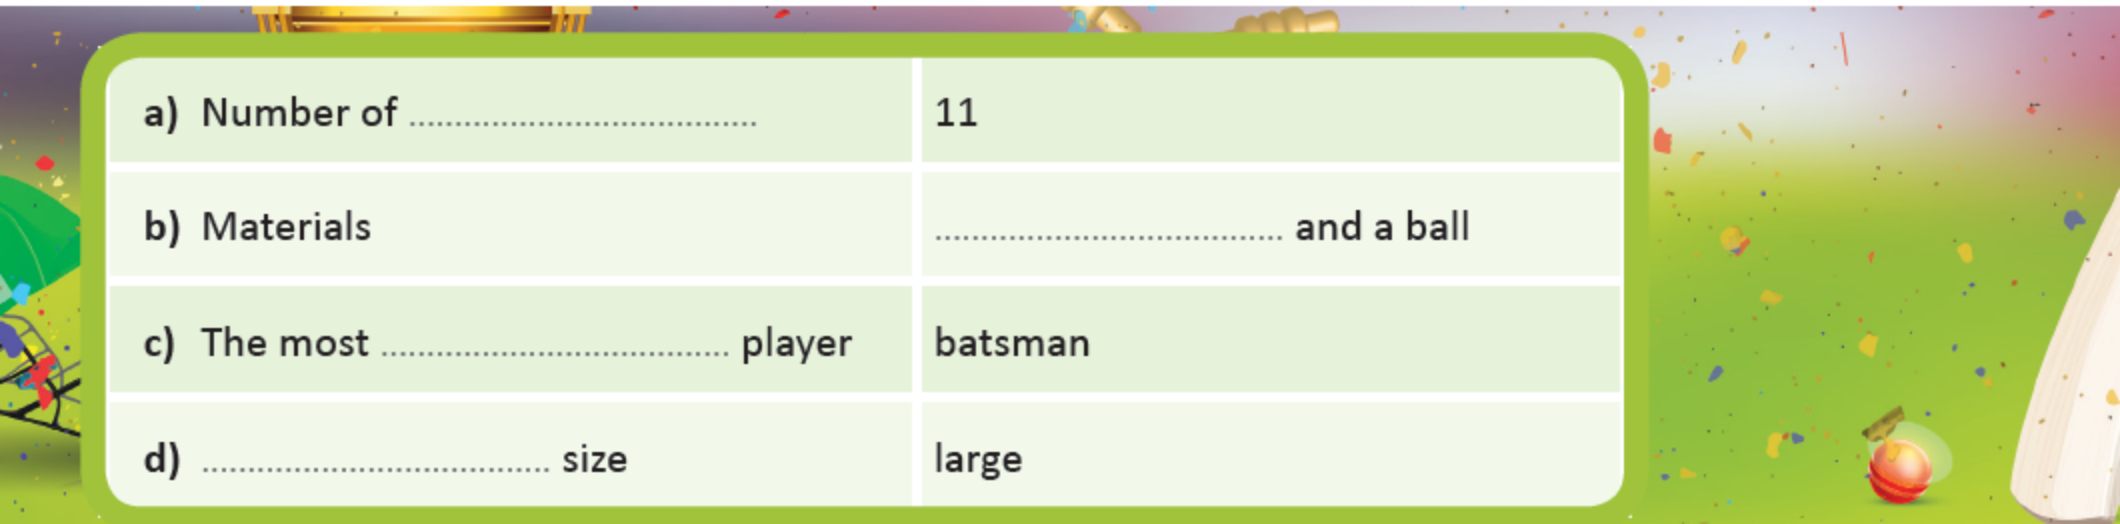 a) Number of ...................................... 11
b) Materials ...................................... and a ball
c) The most ...................................... player batsman
d) ...................................... size large